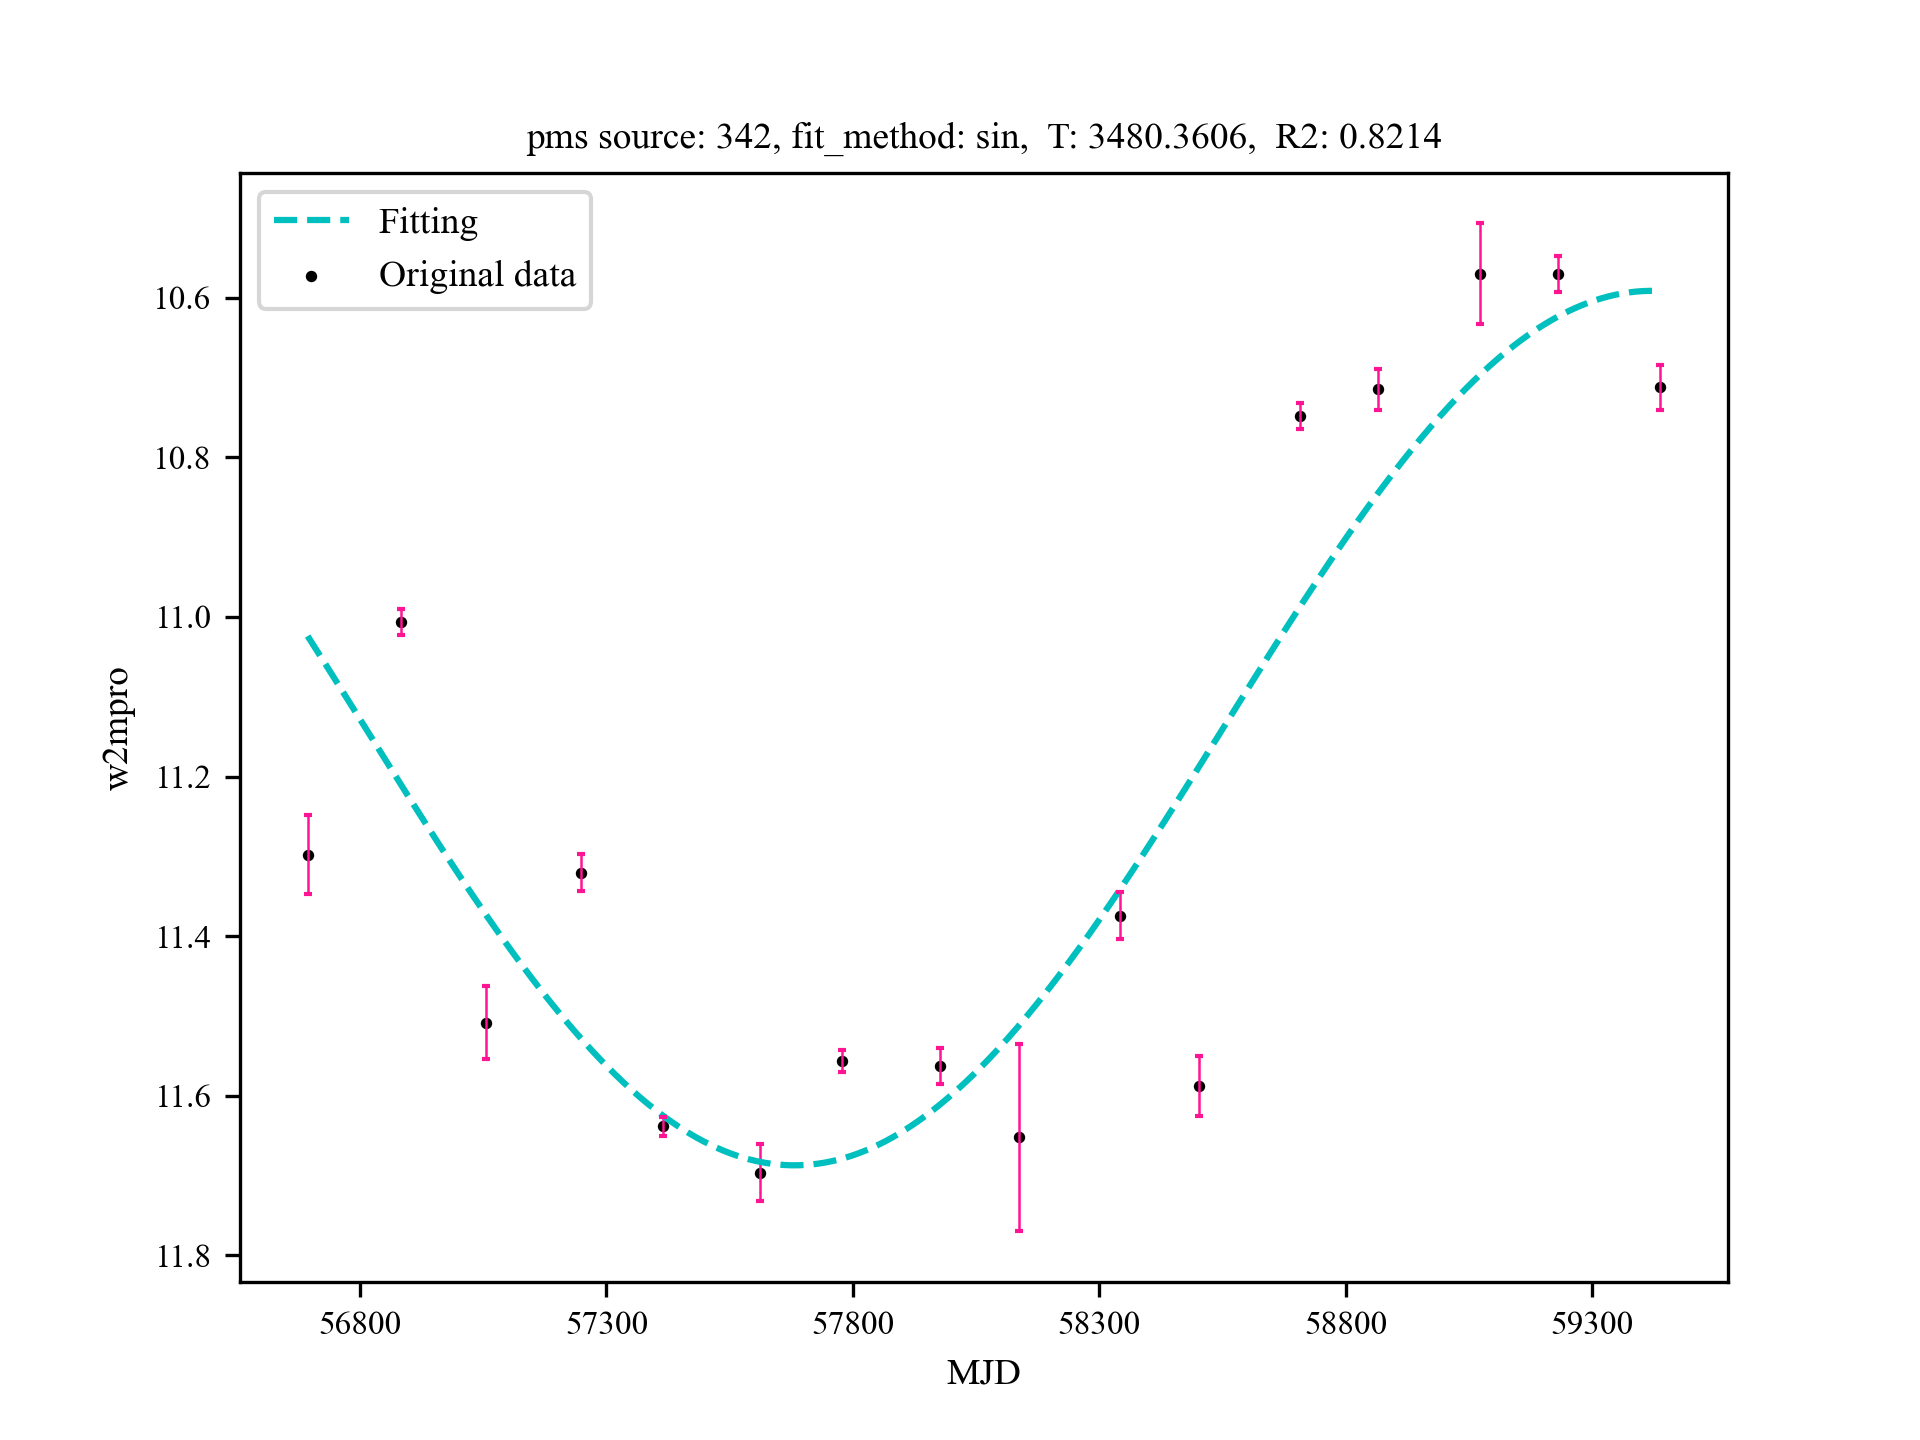 pms source: 342, fit_method: sin,  T: 3480.3606,  R2: 0.8214
Fitting
Original data
10.6
10.8
11.0
11.2
11.4
11.6
11.8
w2mpro
56800 57300 57800 58300 58800 59300
MJD